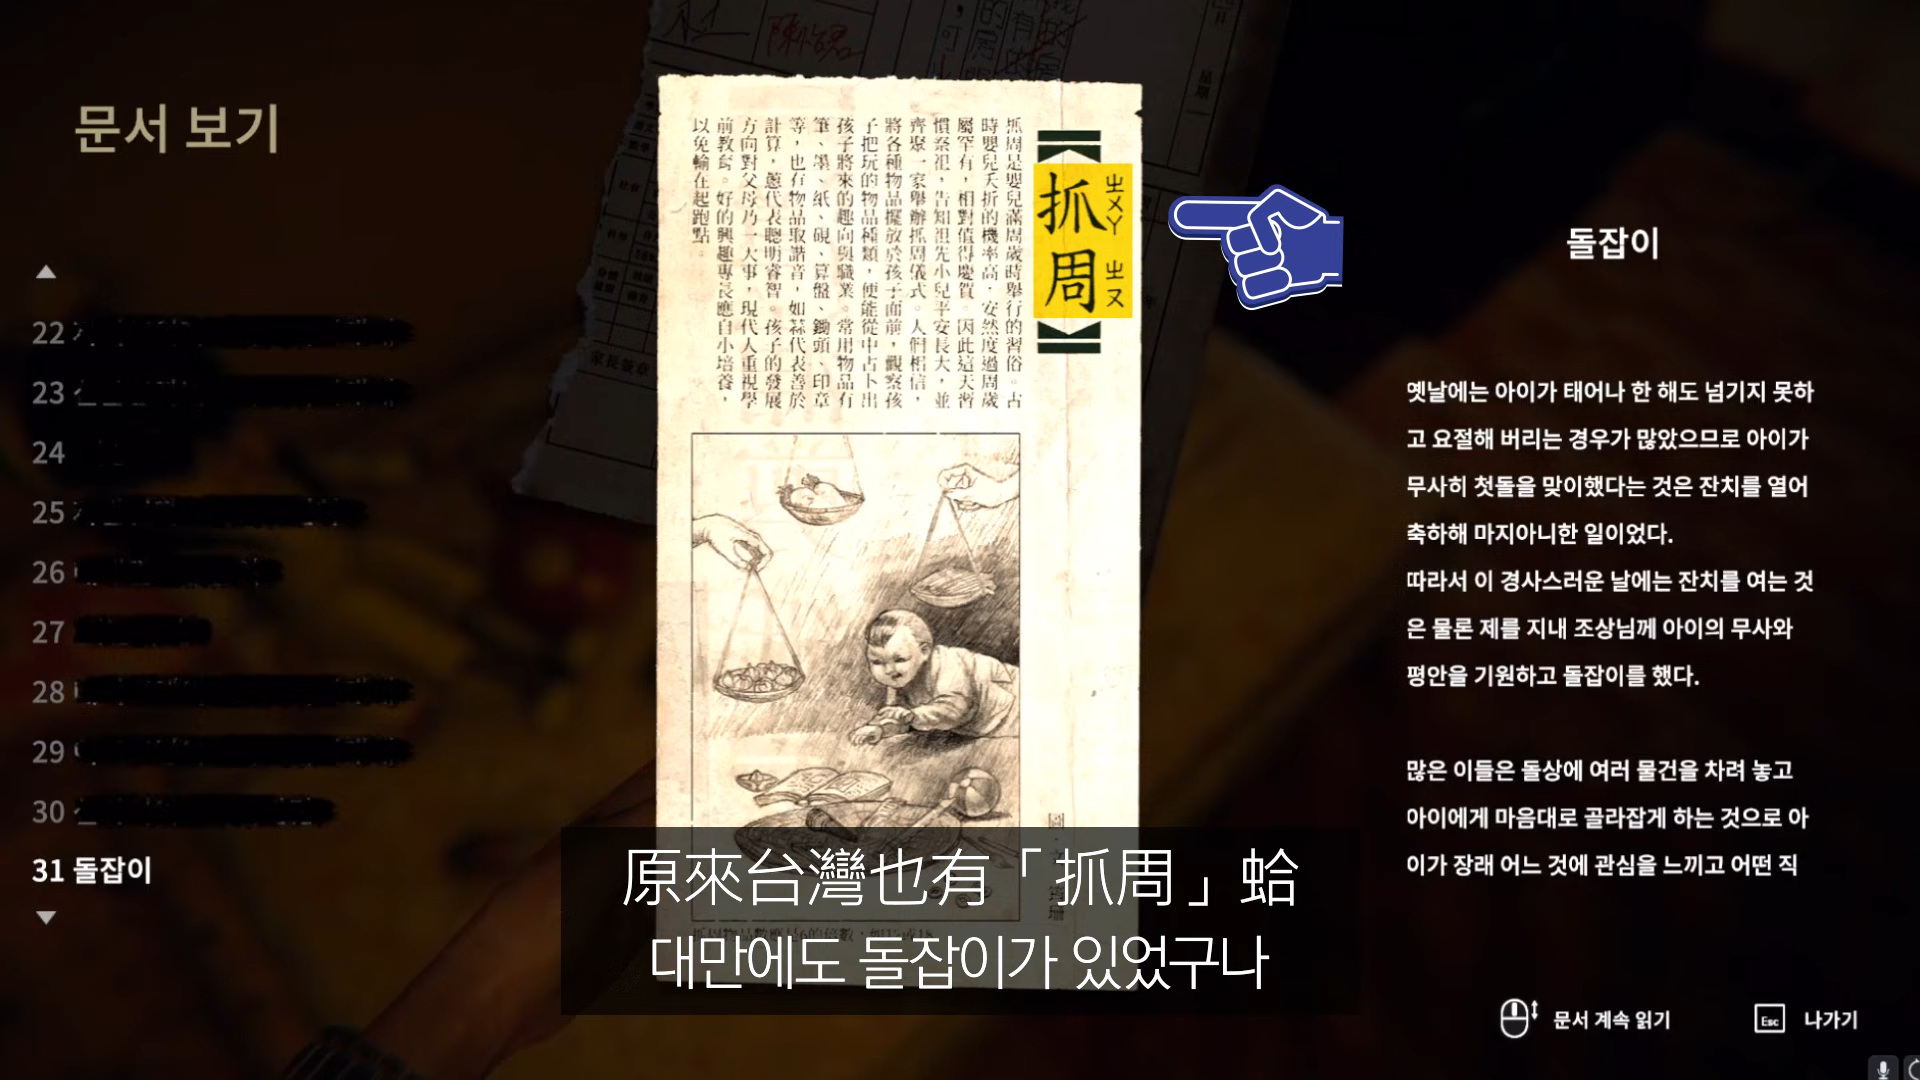 문서 보기
22
23
24
25
26
27
28
29
30
31 돌잡이
抓周
ㄓㄨㄚ ㄓㄡ
抓周是嬰兒滿周歲時舉行的習俗。古
時嬰兒夭折的機率高,安然度過周歲
屬罕有,相對值得慶賀。因此這天習
慣祭祖,告知祖先小兒平安長大,並
齊聚一家舉辦抓周儀式。人們相信,
將各種物品擺放於孩子面前,觀察孩
子把玩的物品種類,便能從中占卜出
孩子將來的趣向與職業。常用物品有
筆、墨、紙、硯、算盤、鋤頭、印章
等,也有物品取諧音,如蒜代表善於
計算,蔥代表聰明睿智。孩子的發展
方向對父母乃一大事,現代人重視學
前教育。好的興趣專長應自小培養,
以免輸在起跑點。
家長簽章
돌잡이
옛날에는 아이가 태어나 한 해도 넘기지 못하
고 요절해 버리는 경우가 많았으므로 아이가
무사히 첫돌을 맞이했다는 것은 잔치를 열어
축하해 마지아니한 일이었다.
따라서 이 경사스러운 날에는 잔치를 여는 것
은 물론 제를 지내 조상님께 아이의 무사와
평안을 기원하고 돌잡이를 했다.
많은 이들은 돌상에 여러 물건을 차려 놓고
아이에게 마음대로 골라잡게 하는 것으로 아
이가 장래 어느 것에 관심을 느끼고 어떤 직
原來台灣也有「抓周」蛤
대만에도 돌잡이가 있었구나
문서 계속 읽기
Esc 나가기